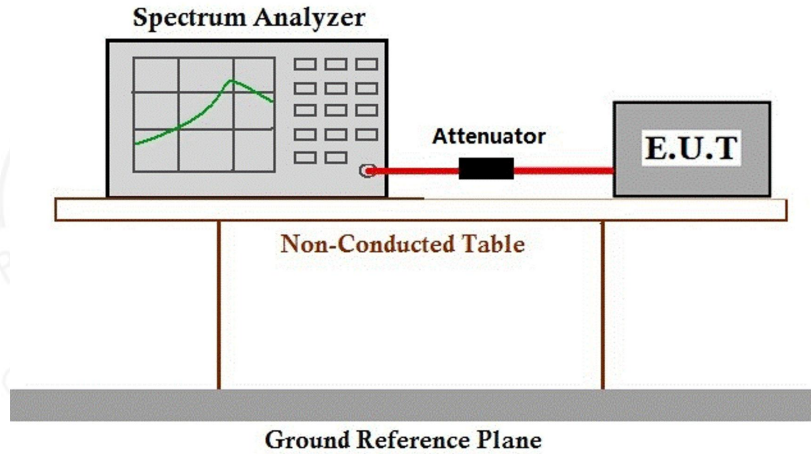 Spectrum Analyzer
Attenuator
E.U.T
Non-Conducted Table
Ground Reference Plane